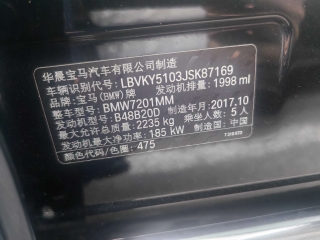 华晨宝马汽车有限公司制造
车辆识别代号: LBVKY5103JSK87169
品牌: 宝马(BMW)牌 发动机排量: 1998 ml
整车型号: BMW7201MM
发动机型号: B48B20D 制造年月: 2017.10
最大允许总质量: 2235 kg 乘坐人数: 5人
发动机最大净功率: 185 kW 制造国: 中国
颜色代码/色圈: 475